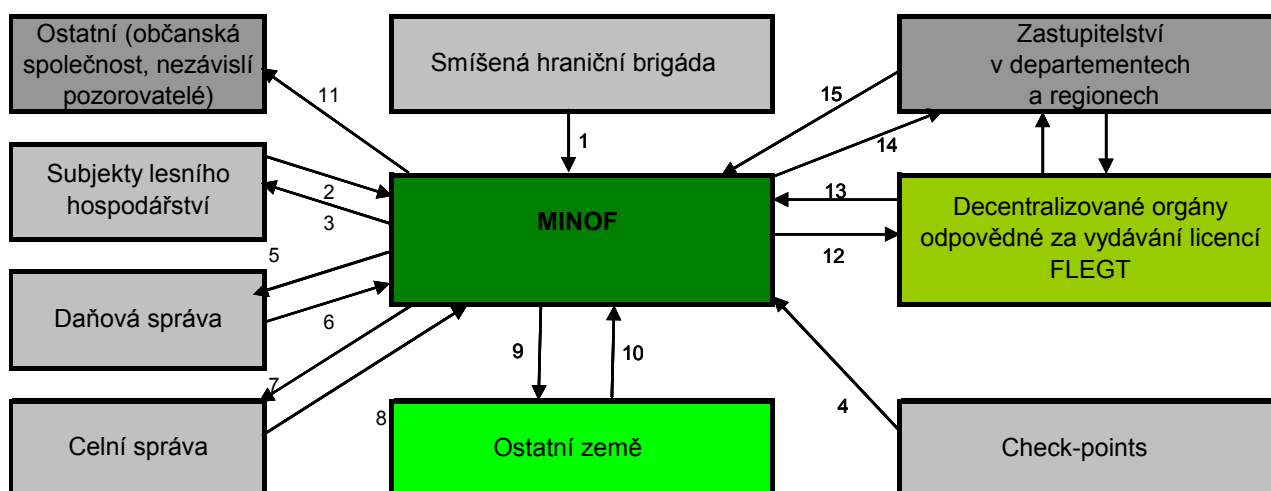 Ostatní (občanská
společnost, nezávislí
pozorovatelé)
Smíšená hraniční brigáda
Zastupitelství
v departementech
a regionech
11
1
15
14
Subjekty lesního
hospodářství
2
3
MINOF
13
12
Decentralizované orgány
odpovědné za vydávání licencí
FLEGT
5
Daňová správa
6
7
8
9
10
4
Celní správa
Ostatní země
Check-points